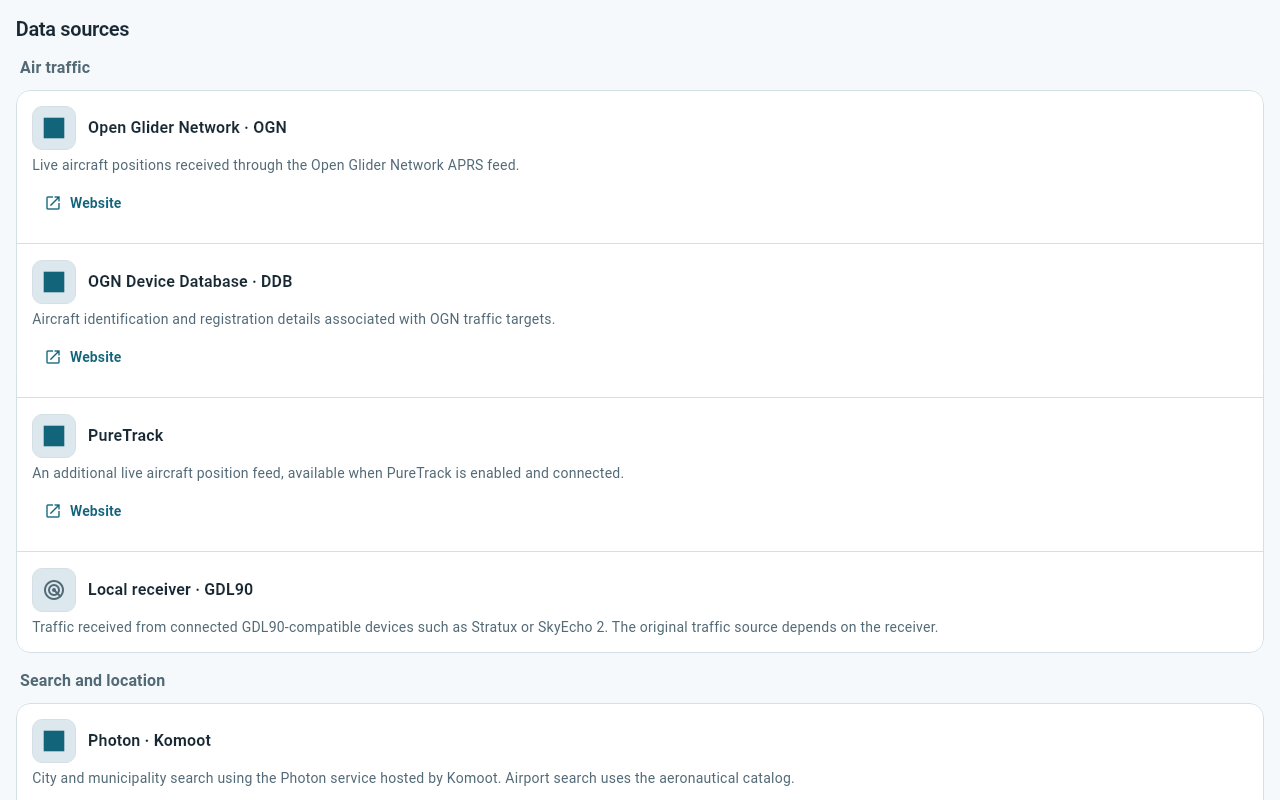 Data sources
Air traffic
Open Glider Network · OGN
Live aircraft positions received through the Open Glider Network APRS feed.
Website
OGN Device Database · DDB
Aircraft identification and registration details associated with OGN traffic targets.
Website
PureTrack
An additional live aircraft position feed, available when PureTrack is enabled and connected.
Website
Local receiver · GDL90
Traffic received from connected GDL90-compatible devices such as Stratux or SkyEcho 2. The original traffic source depends on the receiver.
Search and location
Photon · Komoot
City and municipality search using the Photon service hosted by Komoot. Airport search uses the aeronautical catalog.